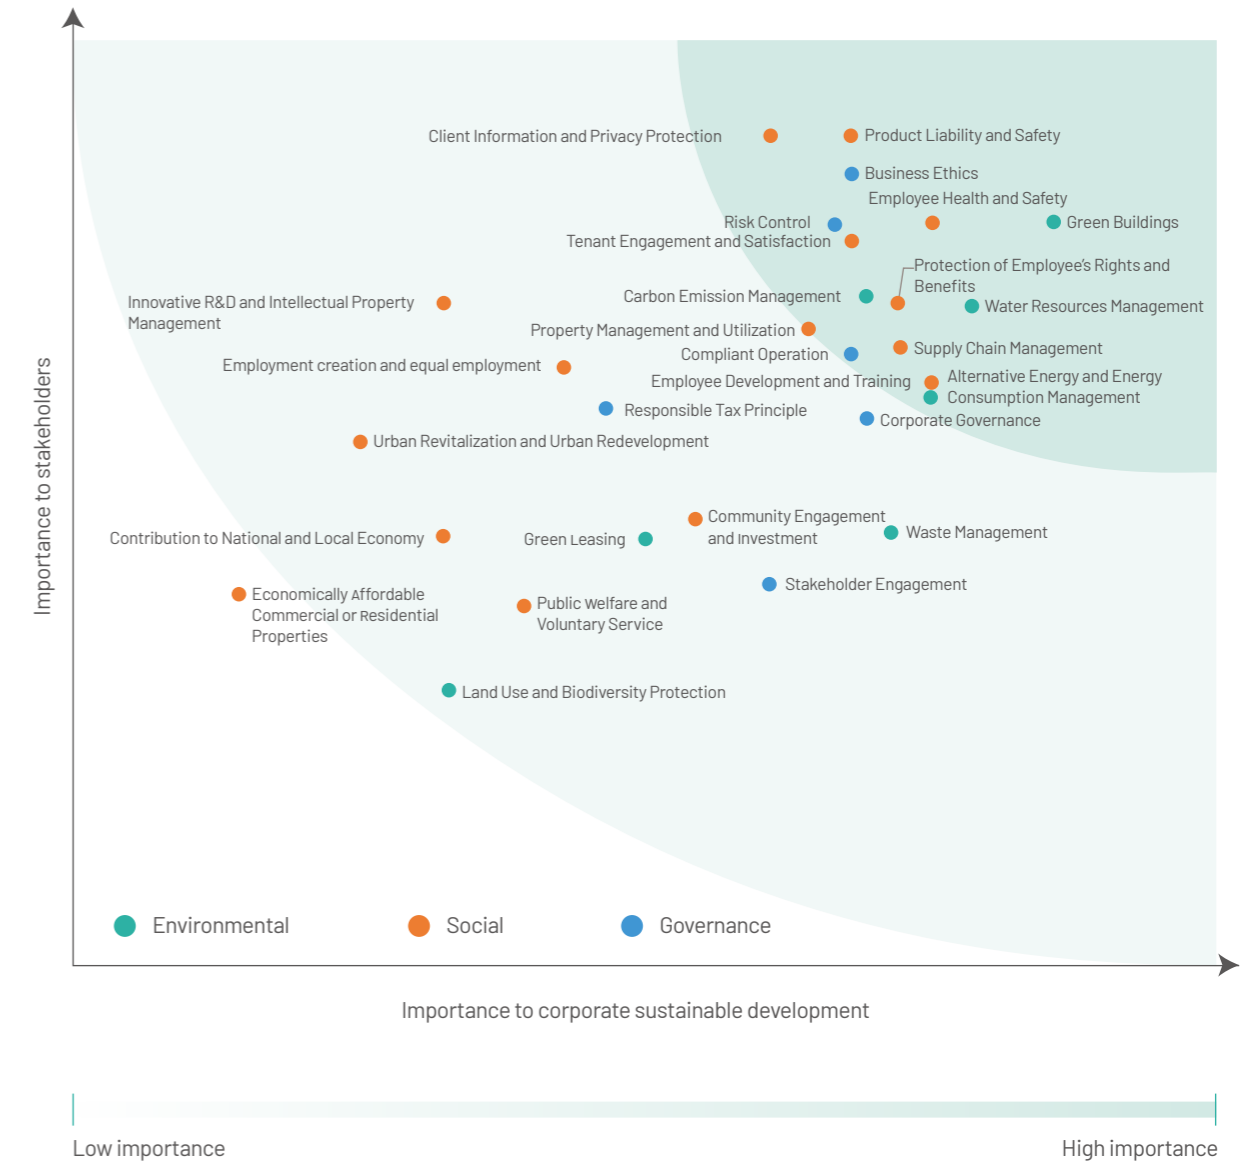 Client Information and Privacy Protection
Product Liability and Safety
Business Ethics
Employee Health and Safety
Risk Control
Green Buildings
Tenant Engagement and Satisfaction
Protection of Employee's Rights and
Benefits
Carbon Emission Management
Innovative R&D and Intellectual Property
Management
Water Resources Management
Property Management and Utilization
Supply Chain Management
Compliant Operation
Employment creation and equal employment
Employee Development and Training
Alternative Energy and Energy
Consumption Management
Responsible Tax Principle
Corporate Governance
Urban Revitalization and Urban Redevelopment
Importance to stakeholders
Community Engagement
and Investment
Contribution to National and Local Economy
Green Leasing
Waste Management
Stakeholder Engagement
Economically Affordable
Commercial or Residential
Properties
Public Welfare and
Voluntary Service
Land Use and Biodiversity Protection
Environmental
Social
Governance
Importance to corporate sustainable development
Low importance
High importance